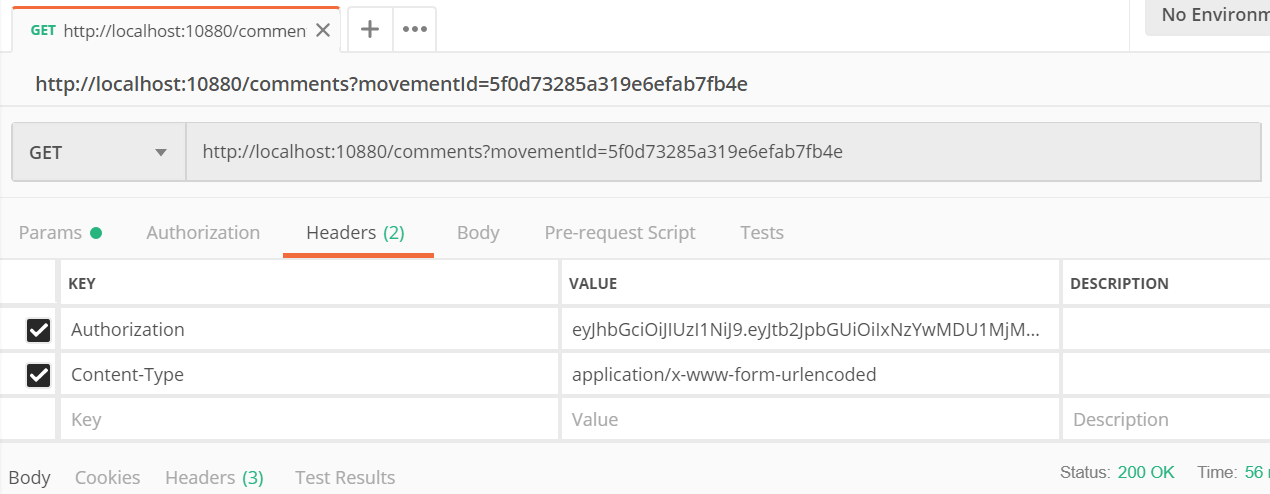 GET http://localhost:10880/commen No Environm
http://localhost:10880/comments?movementId=5f0d73285a319e6efab7fb4e
GET http://localhost:10880/comments?movementId=5f0d73285a319e6efab7fb4e
Params Authorization Headers (2) Body Pre-request Script Tests
KEY VALUE DESCRIPTION
Authorization eyJhbGciOiJIUzI1NiJ9.eyJtb2JpbGUiOiIxNzYwMDU1MjM...
Content-Type application/x-www-form-urlencoded
Key Value Description
Body Cookies Headers (3) Test Results Status: 200 OK Time: 56